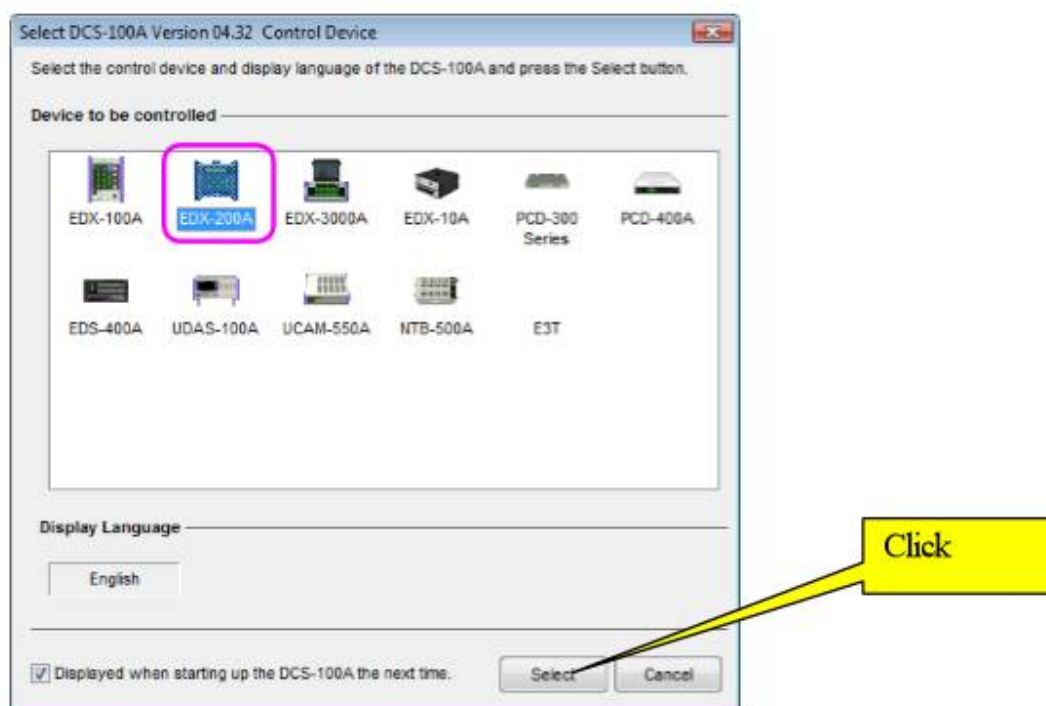 Select DCS-100A Version 04.32 Control Device
Select the control device and display language of the DCS-100A and press the Select button.
Device to be controlled
EDX-100A EDX-200A EDX-3000A EDX-10A PCD-300 PCD-400A
Series
EDS-400A UDAS-100A UCAM-550A NTB-500A E3T
Display Language
Click
English
Displayed when starting up the DCS-100A the next time. Select Cancel